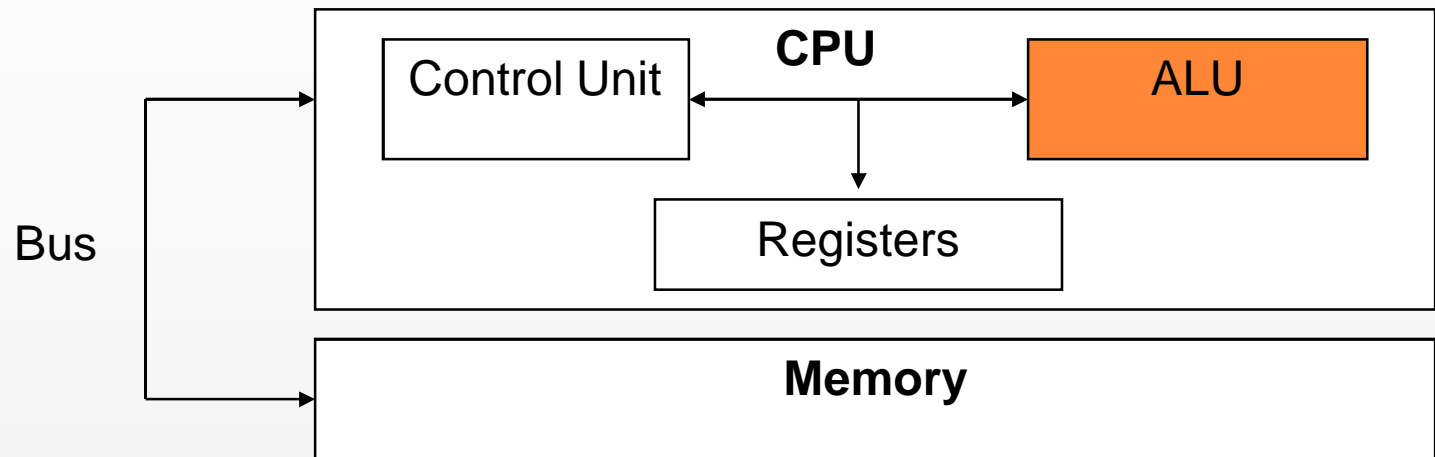 CPU
Control Unit
ALU
Bus
Registers
Memory